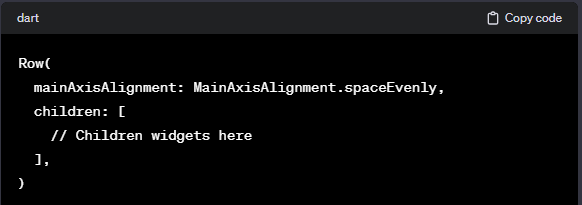 dart
Copy code
Row(
  mainAxisAlignment: MainAxisAlignment.spaceEvenly,
  children: [
    // Children widgets here
  ],
)